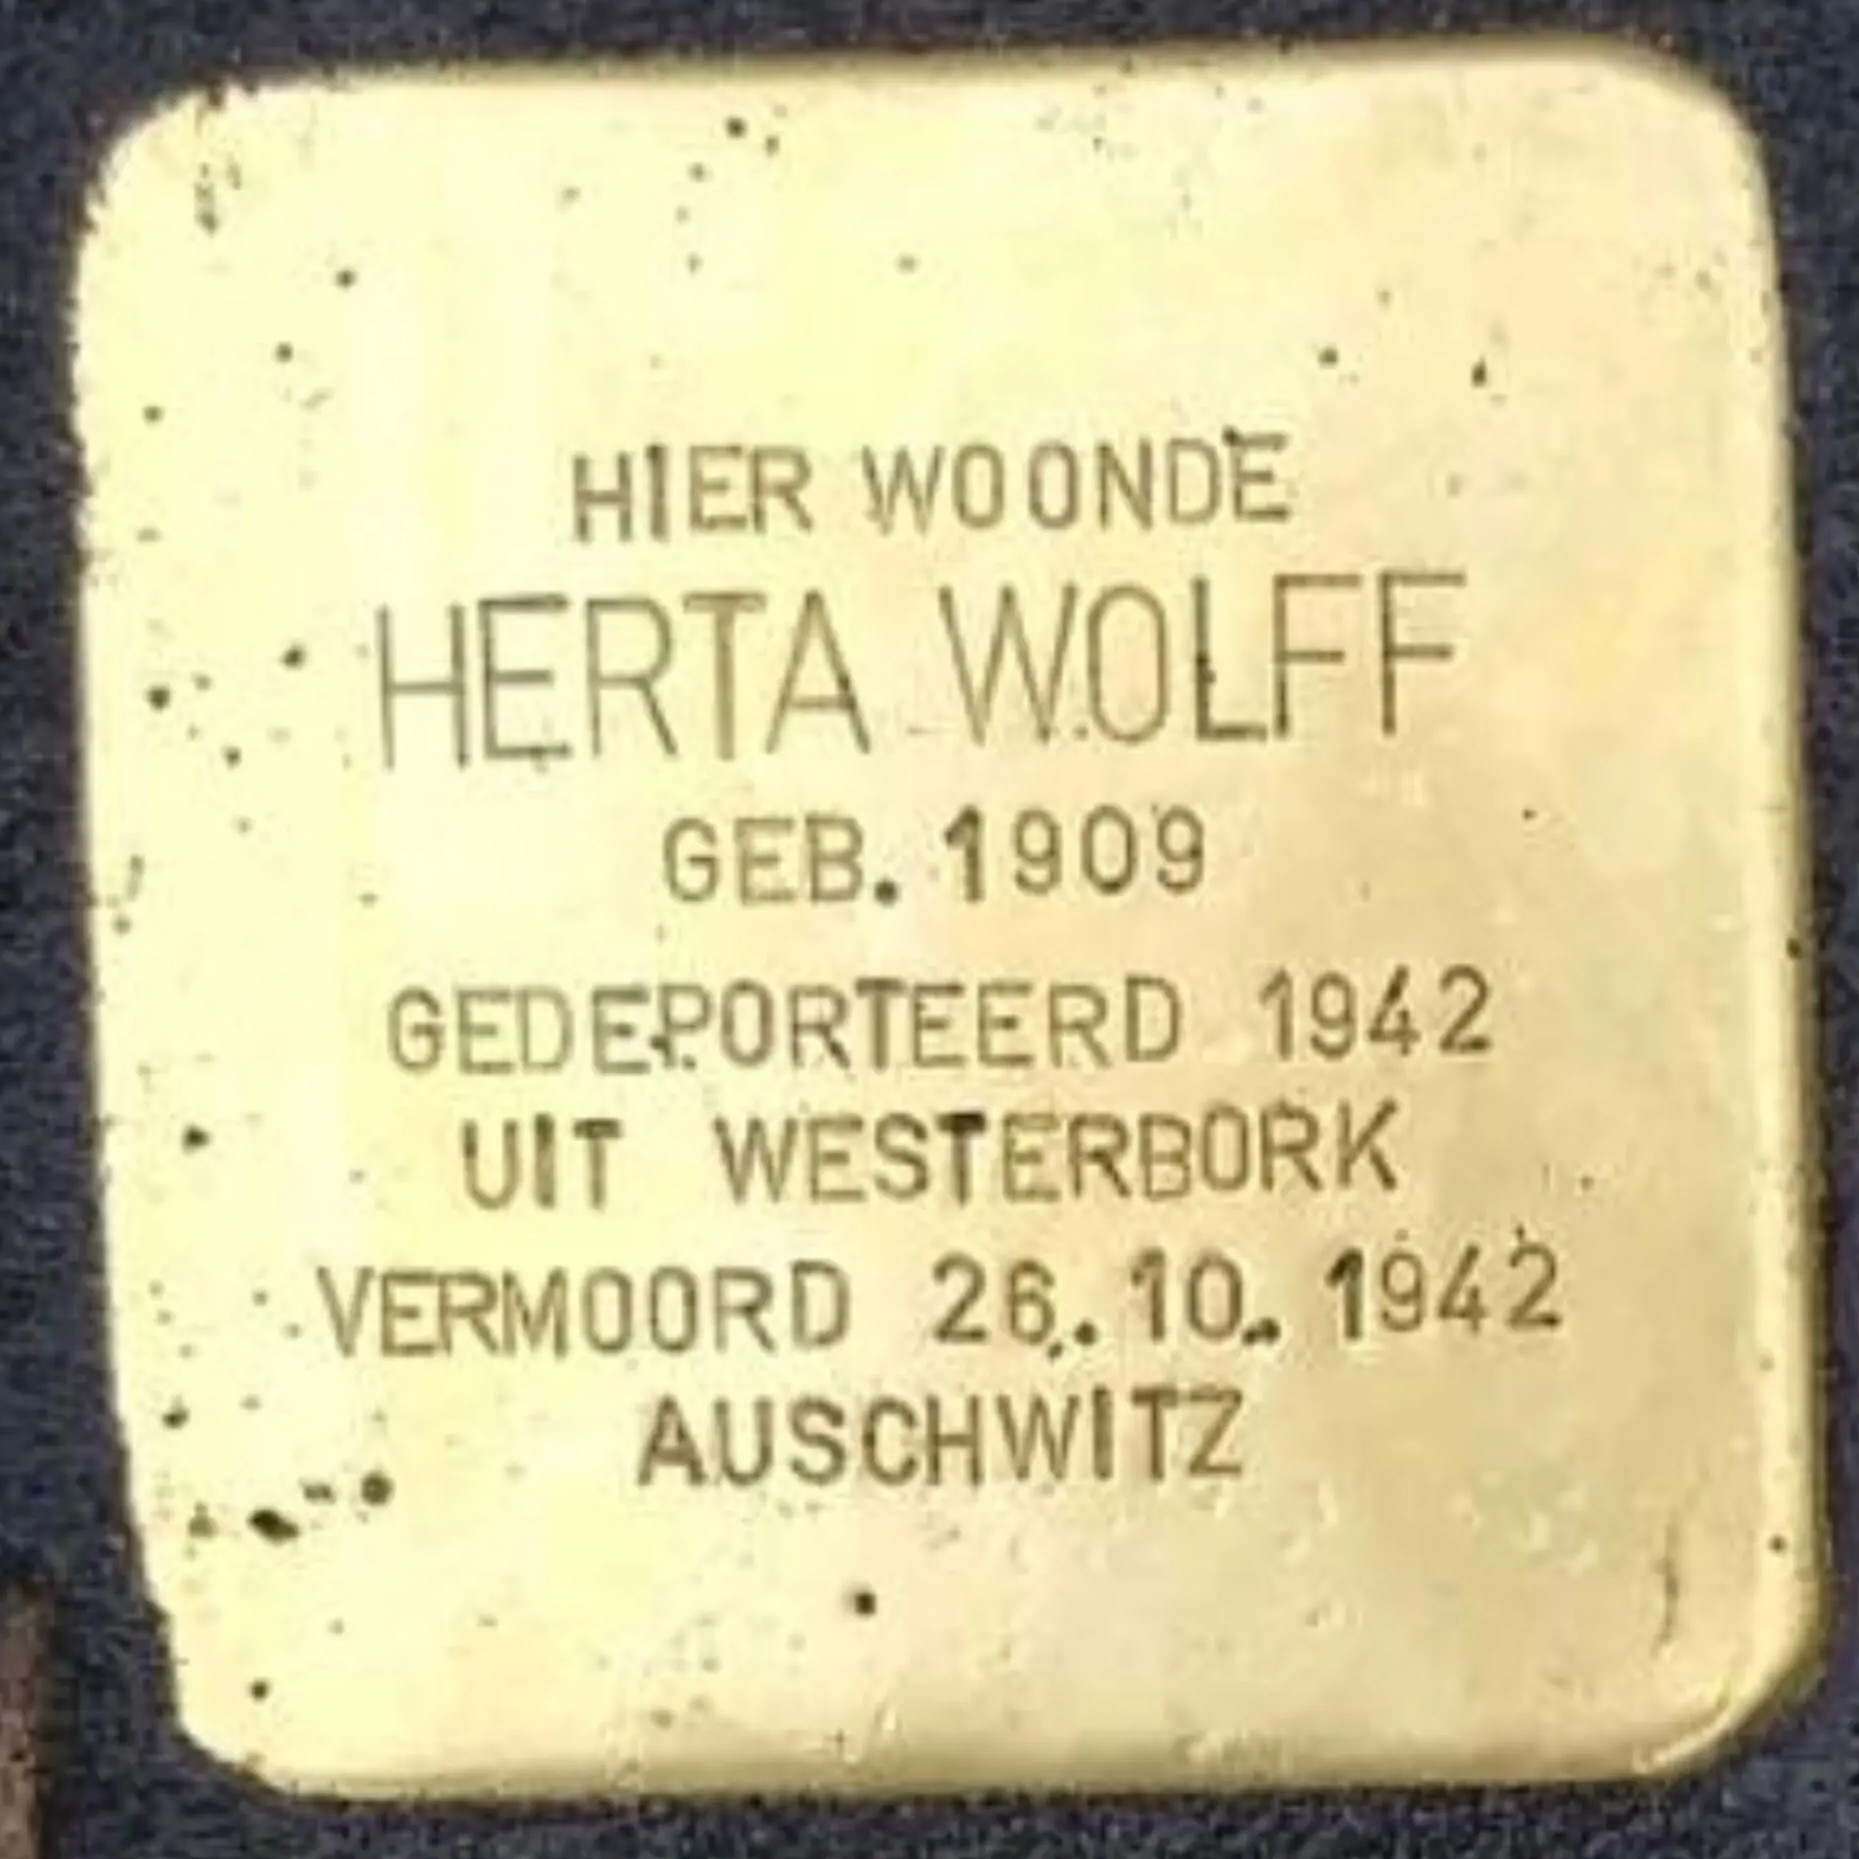 HIER WOONDE
HERTA WOLFF
GEB. 1909
GEDEPORTEERD 1942
UIT WESTERBORK
VERMOORD 26.10.1942
AUSCHWITZ